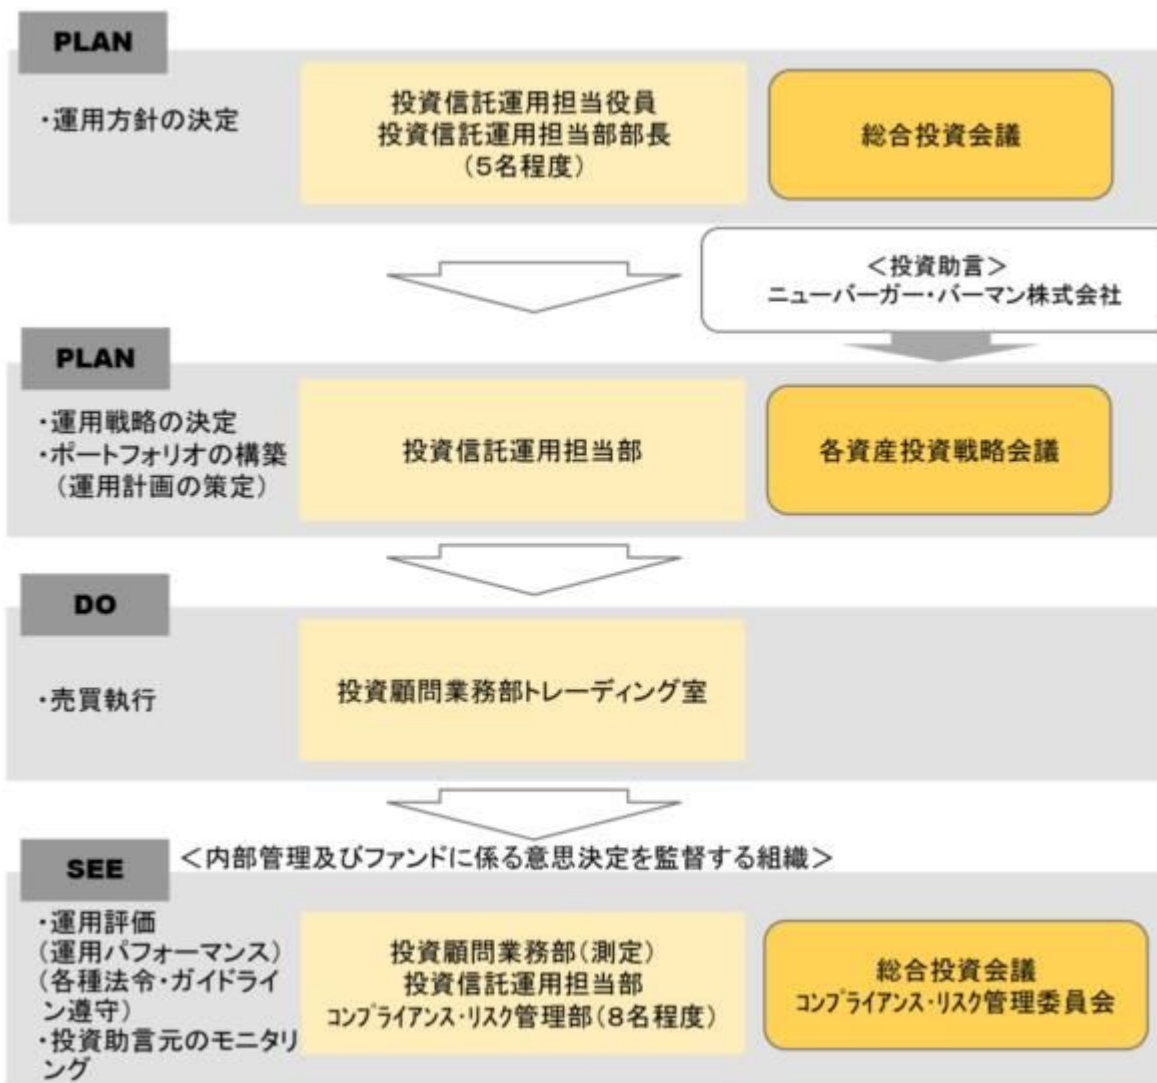 PLAN
・運用方針の決定
投資信託運用担当役員
投資信託運用担当部部長
(5名程度)
総合投資会議
＜投資助言＞
ニューバーガー・バーマン株式会社
PLAN
・運用戦略の決定
・ポートフォリオの構築
(運用計画の策定)
投資信託運用担当部
各資産投資戦略会議
DO
・売買執行
投資顧問業務部トレーディング室
SEE
＜内部管理及びファンドに係る意思決定を監督する組織＞
・運用評価
(運用パフォーマンス)
(各種法令・ガイドライ
ン遵守)
・投資助言元のモニタリ
ング
投資顧問業務部(測定)
投資信託運用担当部
ｺﾝﾌﾟﾗｲｱﾝｽ・ﾘｽｸ管理部(8名程度)
総合投資会議
ｺﾝﾌﾟﾗｲｱﾝｽ・ﾘｽｸ管理委員会